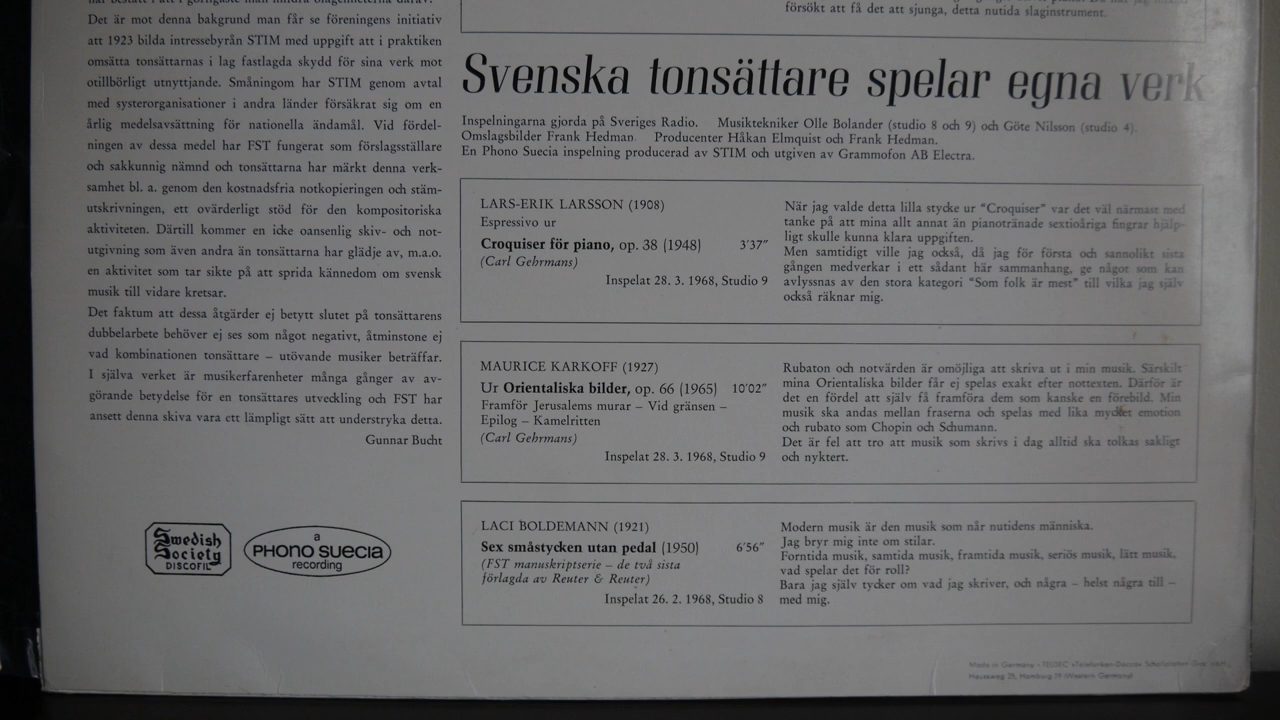 Det är mot denna bakgrund man får se föreningens initiativ
att 1923 bilda intressebyrån STIM med uppgift att i praktiken
omsätta tonsättarnas i lag fastlagda skydd för sina verk mot
otillbörligt utnyttjande. Småningom har STIM genom avtal
med systerorganisationer i andra länder försäkrat sig om en
årlig medelsavsättning för nationella ändamål. Vid fördel-
ningen av dessa medel har FST fungerat som förslagsställare
och sakkunnig nämnd och tonsättarna har märkt denna verk-
samhet bl. a. genom den kostnadsfria notkopieringen och stäm-
utskrivningen, ett ovärderligt stöd för den kompositoriska
aktiviteten. Därtill kommer en icke oansenlig skiv- och not-
utgivning som även andra än tonsättarna har glädje av, m.a.o.
en aktivitet som tar sikte på att sprida kännedom om svensk
musik till vidare kretsar.
Det faktum att dessa åtgärder ej betytt slutet på tonsättarens
dubbelarbete behöver ej ses som något negativt, åtminstone ej
vad kombinationen tonsättare – utövande musiker beträffar.
I själva verket är musikerfarenheter många gånger av av-
görande betydelse för en tonsättares utveckling och FST har
ansett denna skiva vara ett lämpligt sätt att understryka detta.
Gunnar Bucht
Swedish
Society
DISCOFIL
a
PHONO SUECIA
recording
försökt att få det att sjunga, detta nutida slaginstrument.
Svenska tonsättare spelar egna verk
Inspelningarna gjorda på Sveriges Radio. Musiktekniker Olle Bolander (studio 8 och 9) och Göte Nilsson (studio 4).
Omslagsbilder Frank Hedman. Producenter Håkan Elmquist och Frank Hedman.
En Phono Suecia inspelning producerad av STIM och utgiven av Grammofon AB Electra.
LARS-ERIK LARSSON (1908)
Espressivo ur
Croquiser för piano, op. 38 (1948) 3'37"
(Carl Gehrmans)
Inspelat 28. 3. 1968, Studio 9
När jag valde detta lilla stycke ur "Croquiser" var det väl närmast med
tanke på att mina allt annat än pianotränade sextioåriga fingrar hjälp-
ligt skulle kunna klara uppgiften.
Men samtidigt ville jag också, då jag för första och sannolikt sista
gången medverkar i ett sådant här sammanhang, ge något som kan
avlyssnas av den stora kategori "Som folk är mest" till vilka jag själv
också räknar mig.
MAURICE KARKOFF (1927)
Ur Orientaliska bilder, op. 66 (1965) 10'02"
Framför Jerusalems murar – Vid gränsen –
Epilog – Kamelritten
(Carl Gehrmans)
Inspelat 28. 3. 1968, Studio 9
Rubaton och notvärden är omöjliga att skriva ut i min musik. Särskilt
mina Orientaliska bilder får ej spelas exakt efter nottexten. Därför är
det en fördel att själv få framföra dem som kanske en förebild. Min
musik ska andas mellan fraserna och spelas med lika mycket emotion
och rubato som Chopin och Schumann.
Det är fel att tro att musik som skrivs i dag alltid ska tolkas sakligt
och nyktert.
LACI BOLDEMANN (1921)
Sex småstycken utan pedal (1950) 6'56"
(FST manuskriptserie – de två sista
förlagda av Reuter & Reuter)
Inspelat 26. 2. 1968, Studio 8
Modern musik är den musik som når nutidens människa.
Jag bryr mig inte om stilar.
Forntida musik, samtida musik, framtida musik, seriös musik, lätt musik,
vad spelar det för roll?
Bara jag själv tycker om vad jag skriver, och några – helst några till –
med mig.
Made in Germany - TELDEC »Telefunken-Decca« Schallplatten
Heussweg 25, Hamburg 19 (Western Germany)